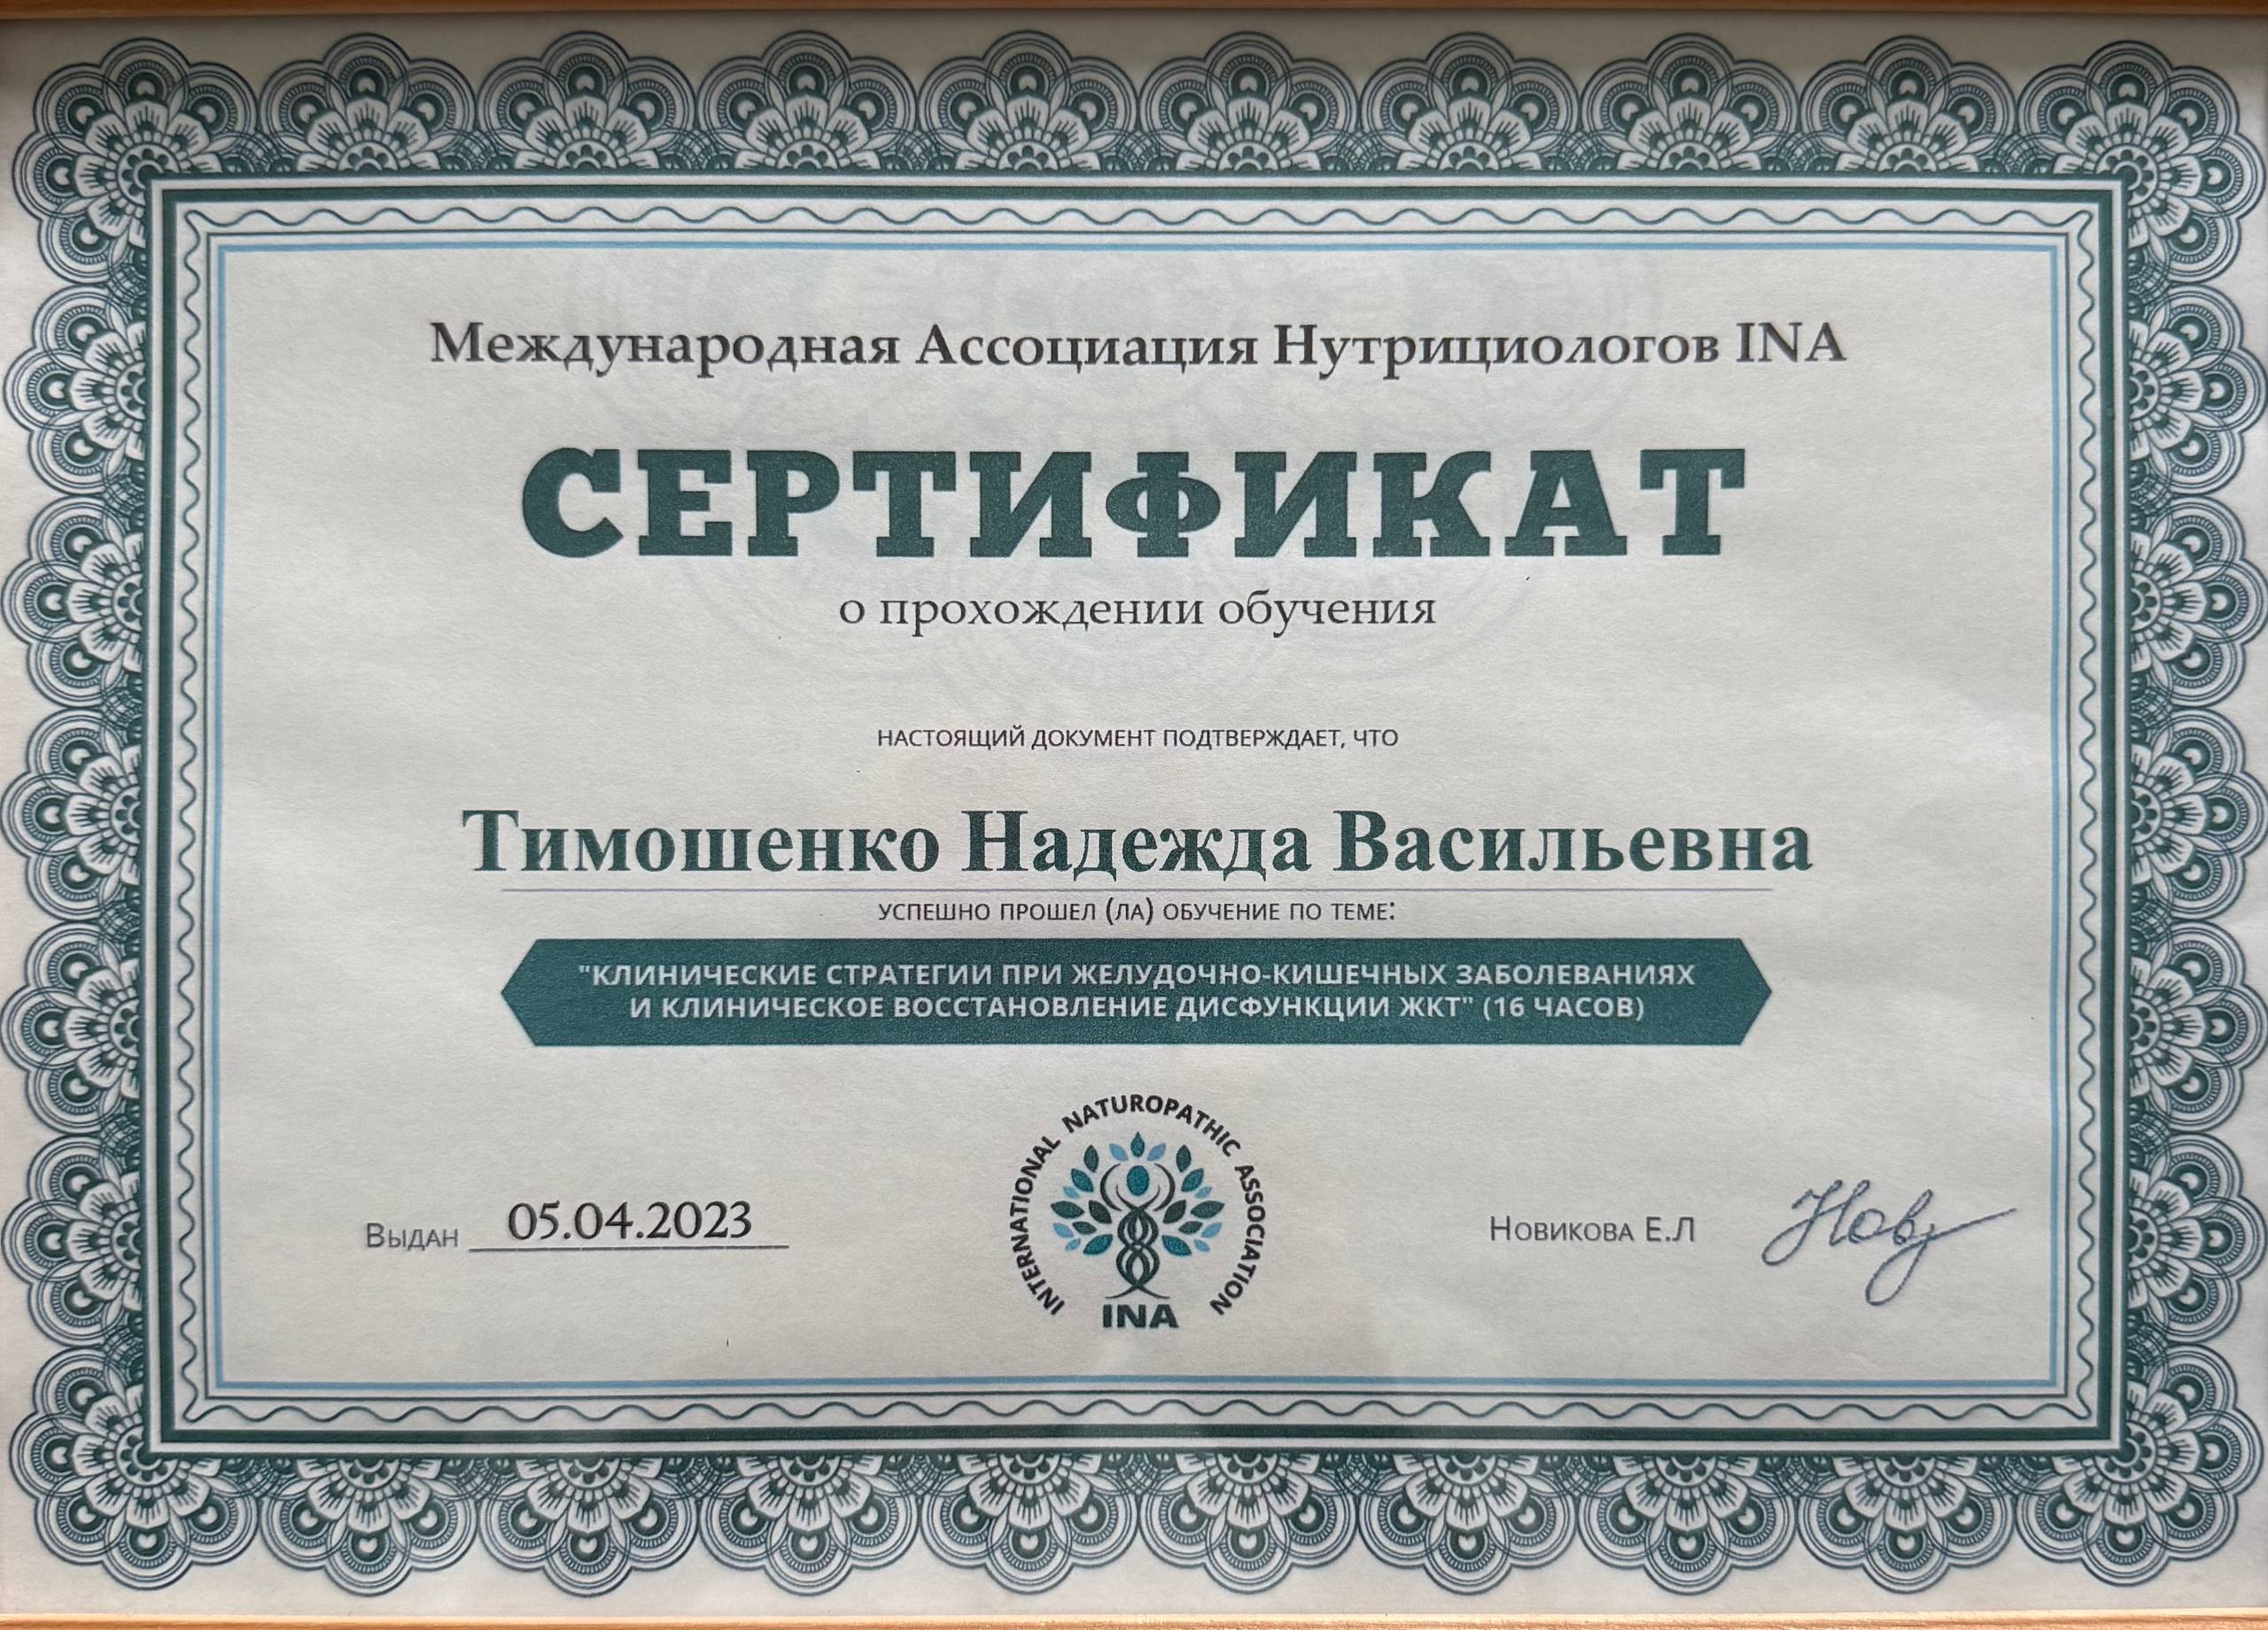 Международная Ассоциация Нутрициологов INA
СЕРТИФИКАТ
о прохождении обучения
НАСТОЯЩИЙ ДОКУМЕНТ ПОДТВЕРЖДАЕТ, ЧТО
Тимошенко Надежда Васильевна
УСПЕШНО ПРОШЕЛ (ЛА) ОБУЧЕНИЕ ПО ТЕМЕ:
"КЛИНИЧЕСКИЕ СТРАТЕГИИ ПРИ ЖЕЛУДОЧНО-КИШЕЧНЫХ ЗАБОЛЕВАНИЯХ
И КЛИНИЧЕСКОЕ ВОССТАНОВЛЕНИЕ ДИСФУНКЦИИ ЖКТ" (16 ЧАСОВ)
Выдан 05.04.2023
INTERNATIONAL NATUROPATHIC ASSOCIATION
INA
Новикова Е.Л
Нов